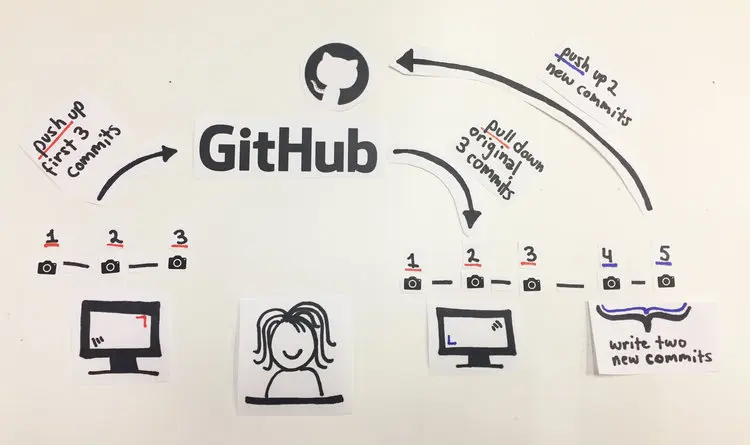 push up
first 3
commits
GitHub
pull down
original
3 commits
push up 2
new commits
1 2 3
1 2 3 4 5
write two
new commits